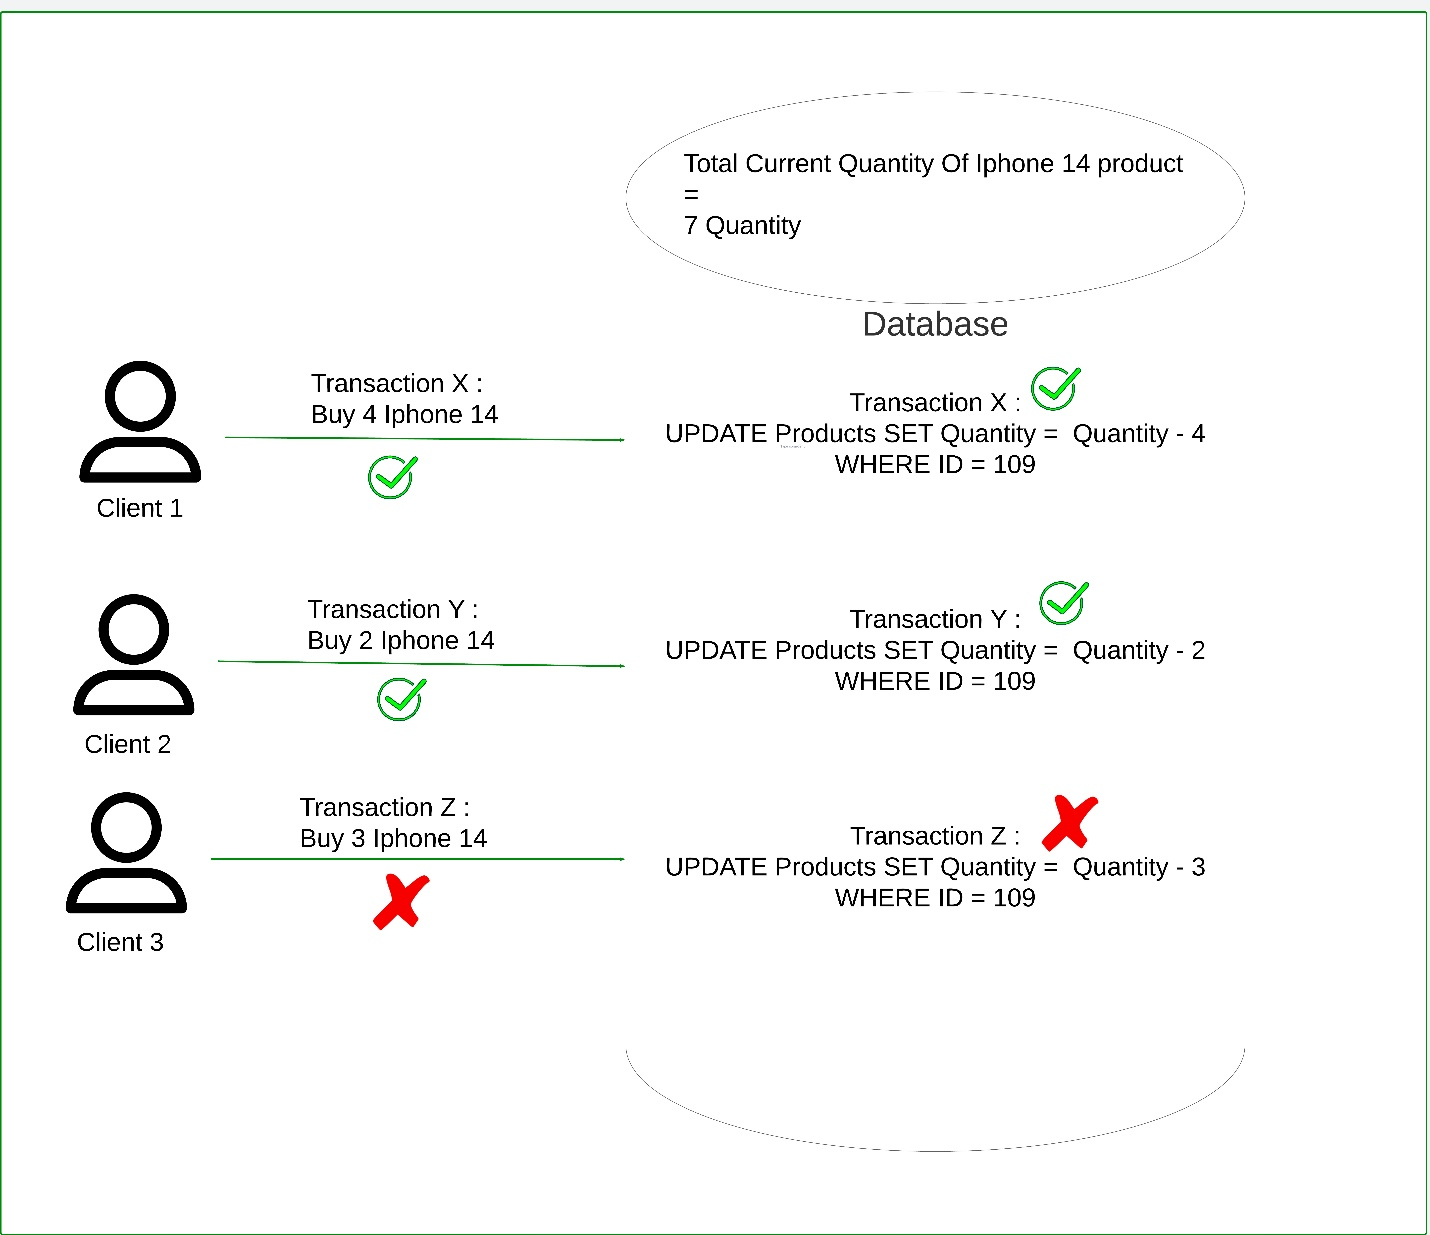 Total Current Quantity Of Iphone 14 product
=
7 Quantity
Database
Transaction X :
Buy 4 Iphone 14
Client 1
Transaction X :
UPDATE Products SET Quantity = Quantity - 4
WHERE ID = 109
Transaction Y :
Buy 2 Iphone 14
Client 2
Transaction Y :
UPDATE Products SET Quantity = Quantity - 2
WHERE ID = 109
Transaction Z :
Buy 3 Iphone 14
Client 3
Transaction Z :
UPDATE Products SET Quantity = Quantity - 3
WHERE ID = 109